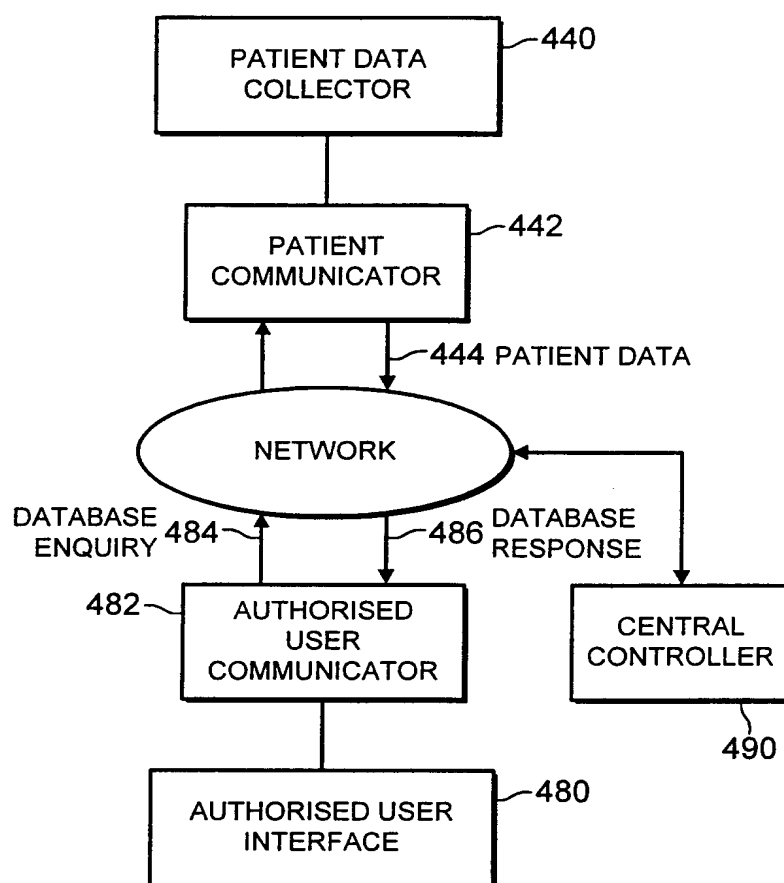 PATIENT DATA
COLLECTOR
440
PATIENT
COMMUNICATOR
442
444 PATIENT DATA
NETWORK
DATABASE
ENQUIRY 484
486 DATABASE
RESPONSE
482
AUTHORISED
USER
COMMUNICATOR
CENTRAL
CONTROLLER
490
AUTHORISED USER
INTERFACE
480